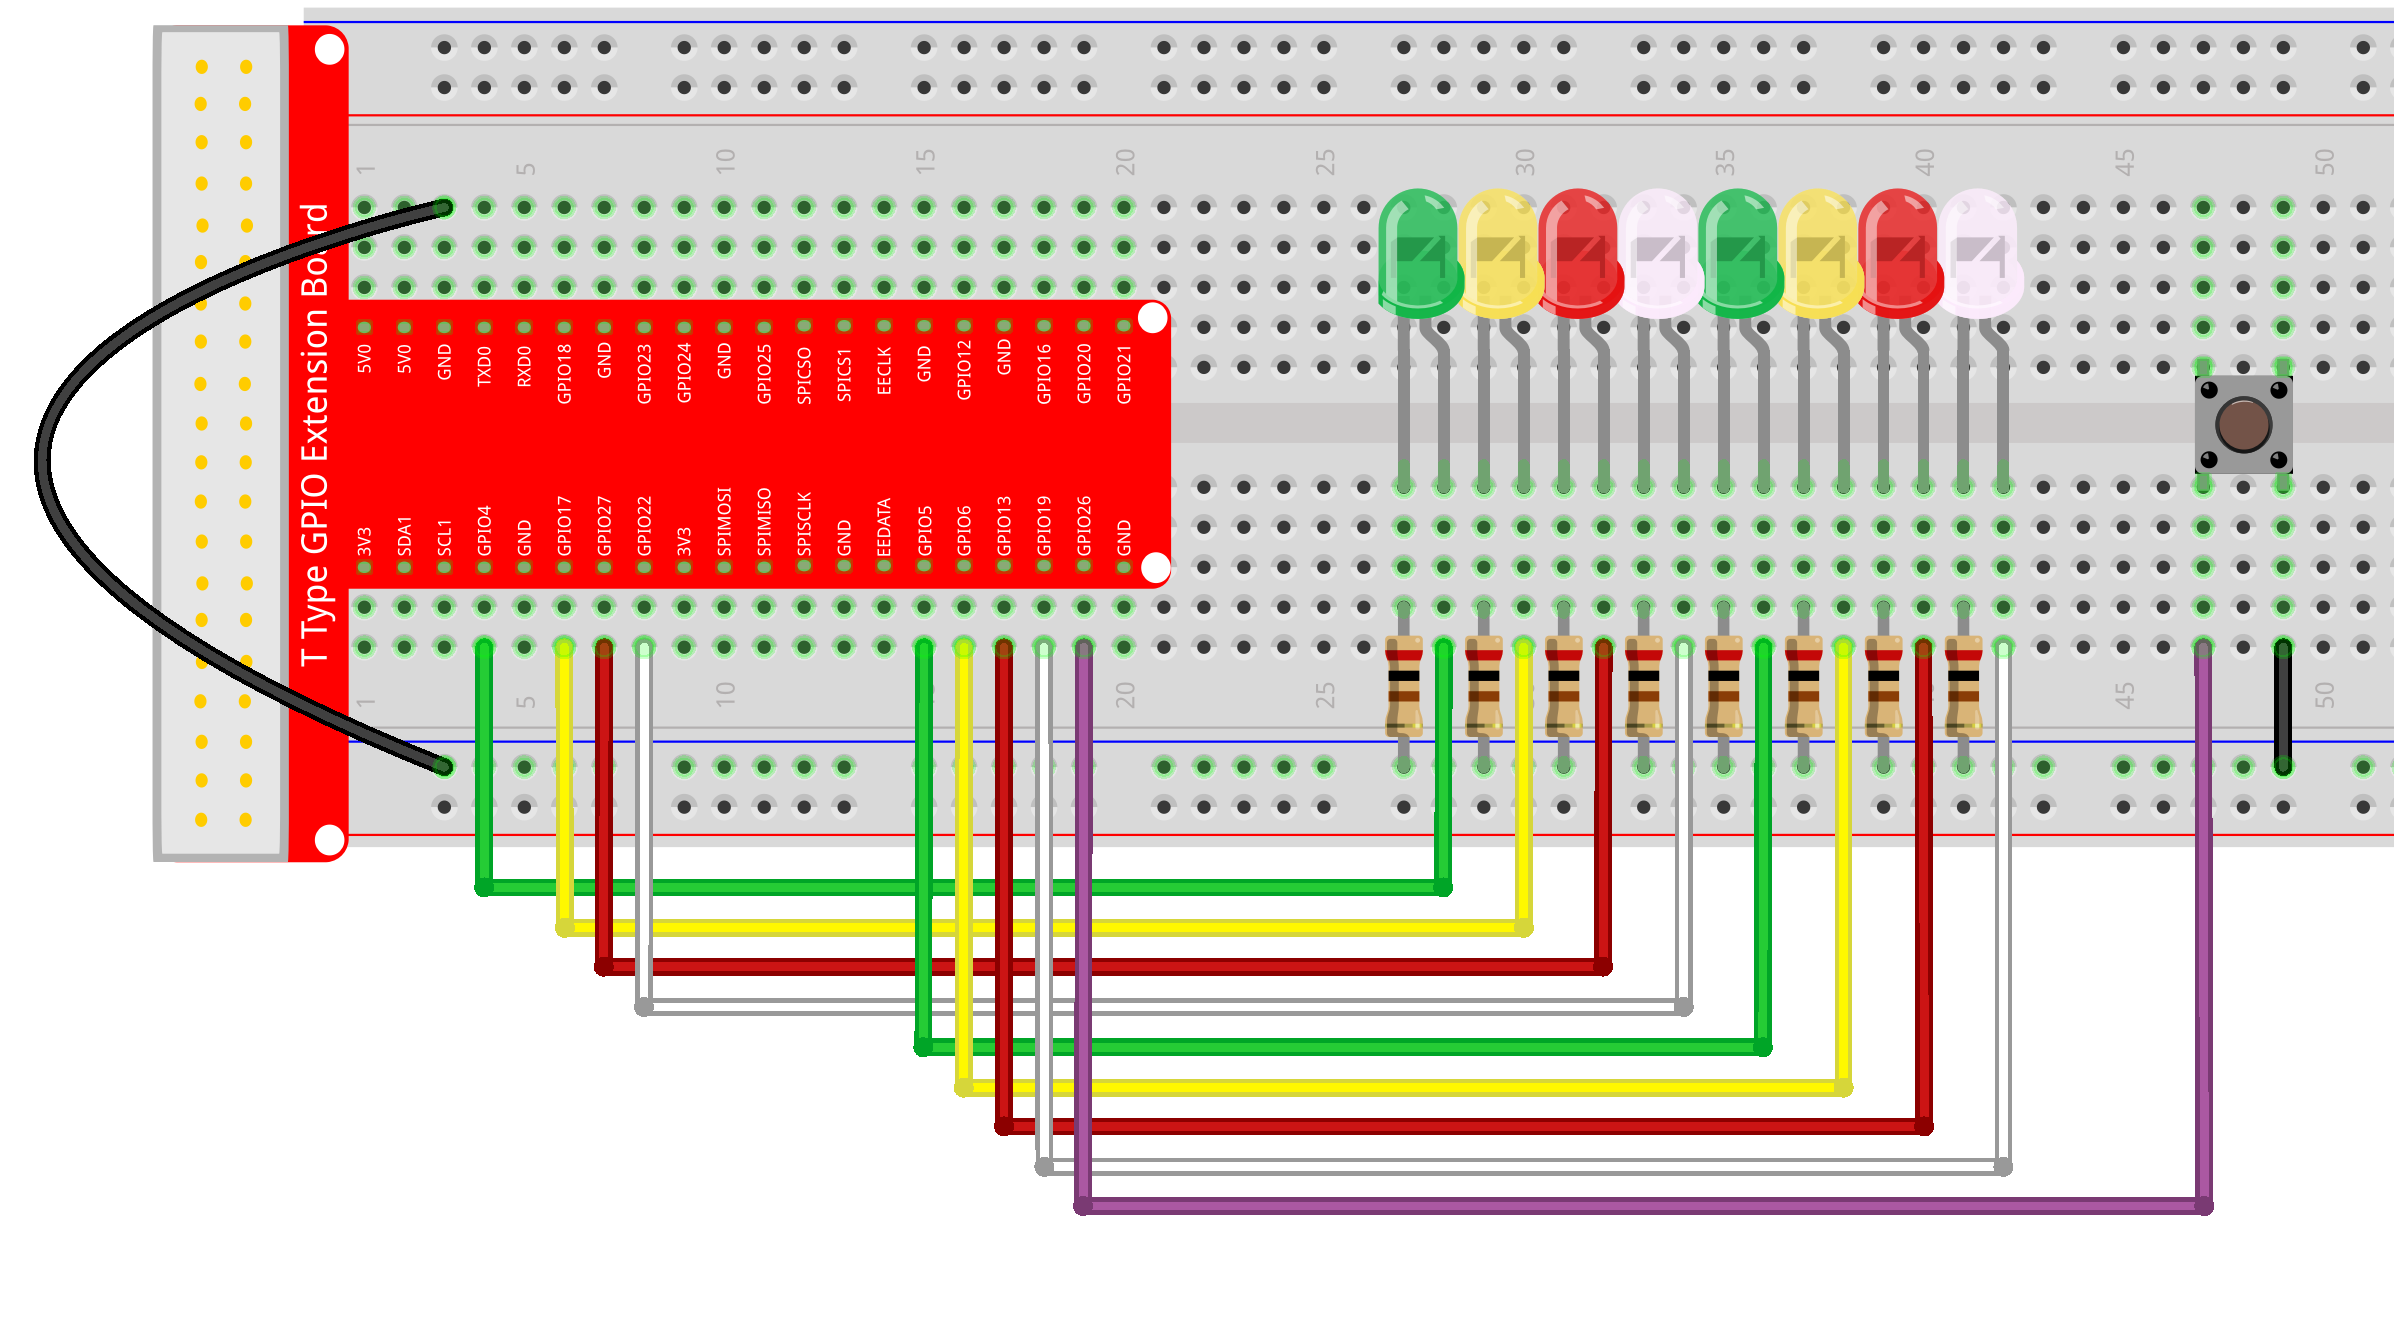 1 5 10 15 20 25 30 35 40 45 50
T Type GPIO Extension Board
5V0 5V0 GND TXD0 RXD0 GPIO18 GND GPIO23 GPIO24 GND GPIO25 SPICSO SPICS1 EECLK GND GPIO12 GND GPIO16 GPIO20 GPIO21
3V3 SDA1 SCL1 GPIO4 GND GPIO17 GPIO27 GPIO22 3V3 SPIMOSI SPIMISO SPISCLK GND EEDATA GPIO5 GPIO6 GPIO13 GPIO19 GPIO26 GND
1 5 10 20 25 45 50